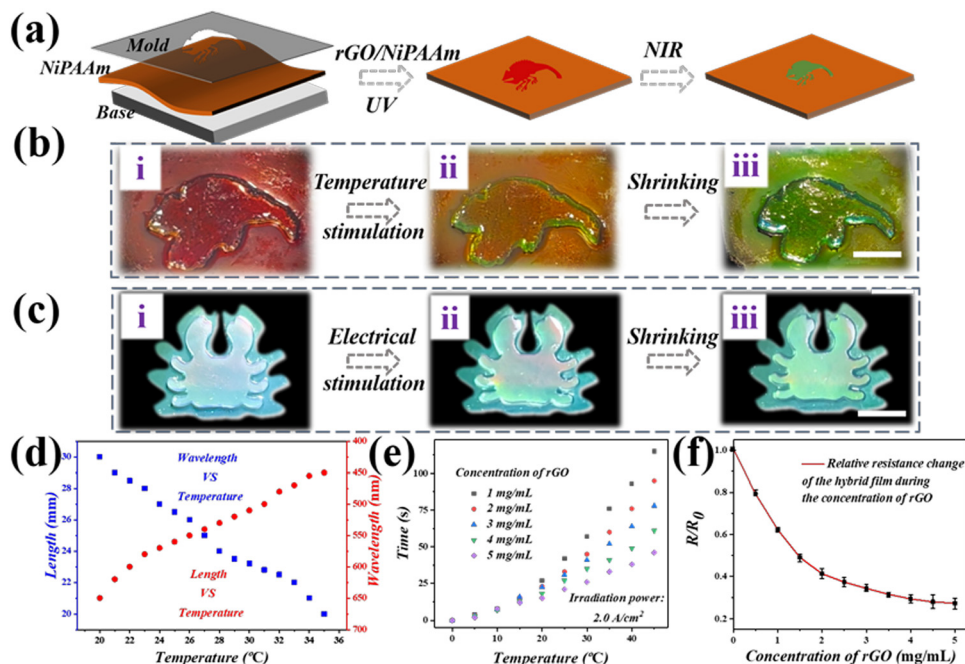 (a)
Mold
NiPAAm
Base
rGO/NiPAAm
UV
NIR
(b)
i
Temperature
stimulation
ii
Shrinking
iii
(c)
i
Electrical
stimulation
ii
Shrinking
iii
(d)
Length (mm)
30
28
26
24
22
20
Wavelength
VS
Temperature
Length
VS
Temperature
400
450
500
550
600
650
700
Wavelength (mm)
20 22 24 26 28 30 32 34 36
Temperature (ºC)
(e)
Time (s)
100
75
50
25
0
Concentration of rGO
1 mg/mL
2 mg/mL
3 mg/mL
4 mg/mL
5 mg/mL
Irradiation power:
2.0 A/cm²
0 10 20 30 40
Temperature (ºC)
(f)
R/R0
1.0
0.8
0.6
0.4
0.2
Relative resistance change
of the hybrid film during
the concentration of rGO
0 1 2 3 4 5
Concentration of rGO (mg/mL)